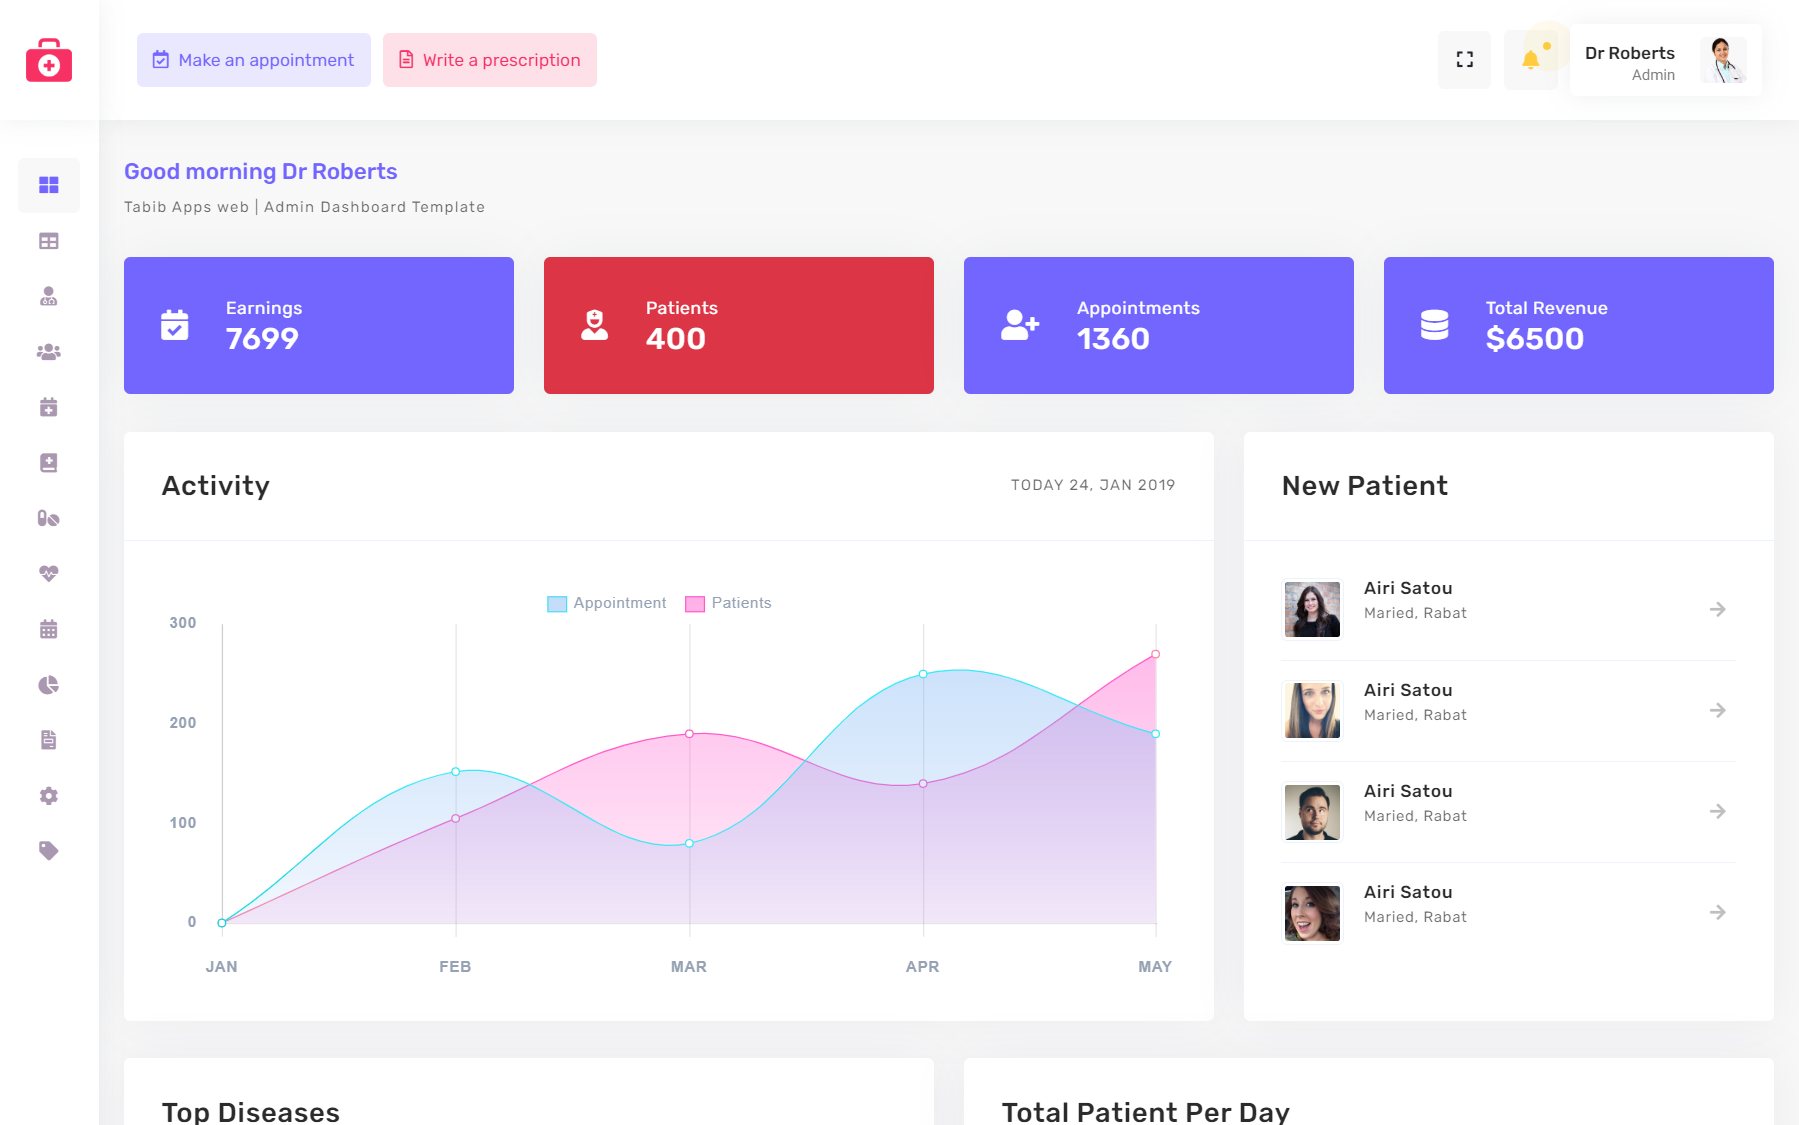 Make an appointment
Write a prescription
Dr Roberts
Admin
Good morning Dr Roberts
Tabib Apps web | Admin Dashboard Template
Earnings
7699
Patients
400
Appointments
1360
Total Revenue
$6500
Activity
TODAY 24, JAN 2019
Appointment
Patients
300
200
100
0
JAN
FEB
MAR
APR
MAY
New Patient
Airi Satou
Maried, Rabat
Airi Satou
Maried, Rabat
Airi Satou
Maried, Rabat
Airi Satou
Maried, Rabat
Top Diseases
Total Patient Per Day